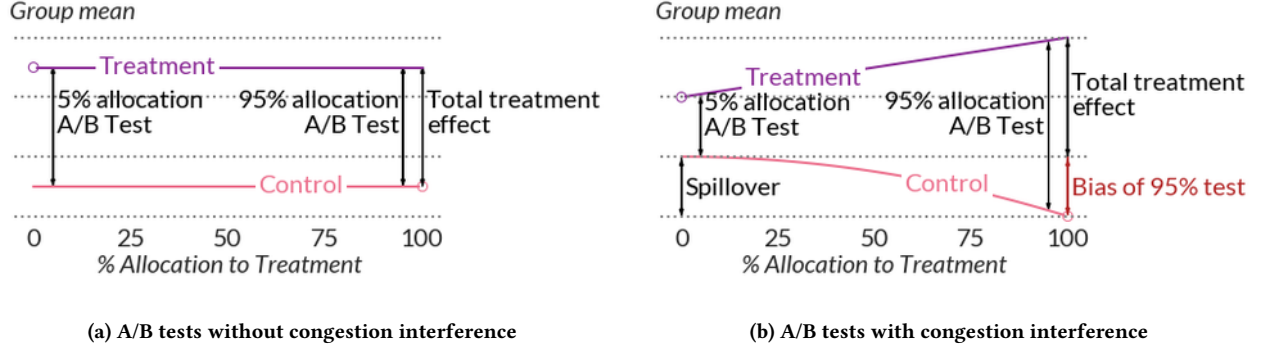 Group mean
Treatment
5% allocation
A/B Test
95% allocation
A/B Test
Total treatment
effect
Control
0 25 50 75 100
% Allocation to Treatment
(a) A/B tests without congestion interference
Group mean
Treatment
5% allocation
A/B Test
95% allocation
A/B Test
Total treatment
effect
Spillover
Control
Bias of 95% test
0 25 50 75 100
% Allocation to Treatment
(b) A/B tests with congestion interference